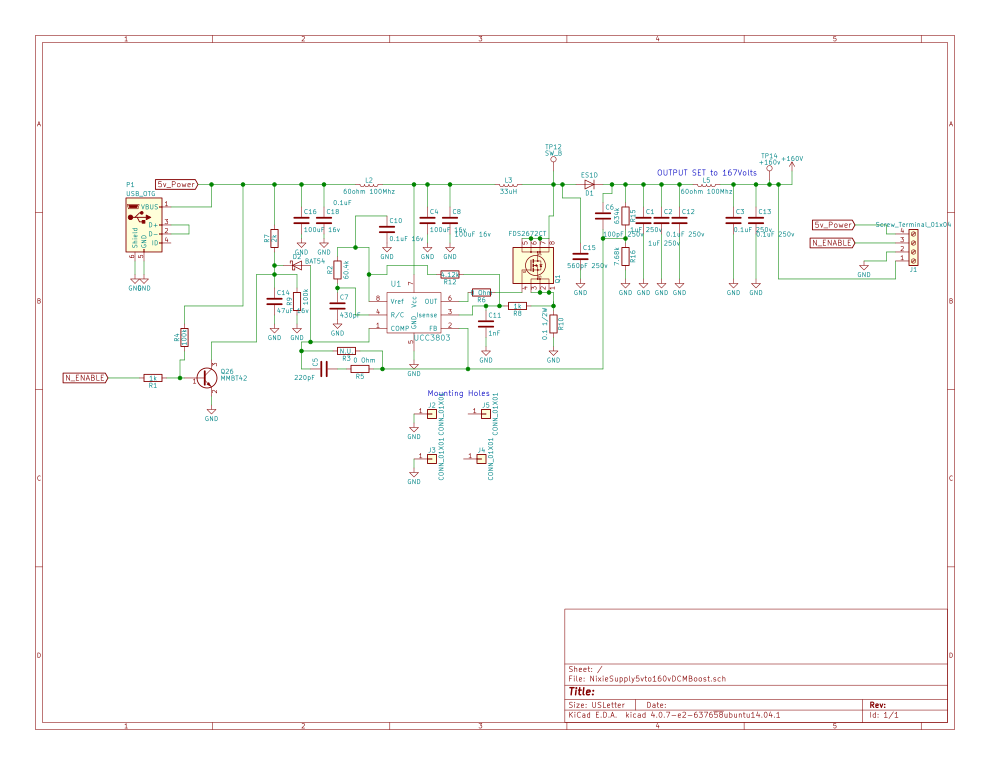 1 2 3 4 5
A A
B B
C C
D D
1 2 3 4 5
P1
USB_OTG
VBUS 1
D+ 3
D- 2
ID 4
Shield
GND
6 5
GND
GND
5v_Power
R7
2k
C16
100uF 16v
GND
C18
0.1uF
GND
L2
60ohm 100Mhz
BAT54
C14
47uF 16v
GND
R9
100k
GND
R2
60.4k
C7
430pF
GND
C10
0.1uF 16v
GND
C4
100uF 16v
GND
C8
100uF 16v
GND
L3
33uH
TP12
SW_B
ES1D
D1
FDS2672CT
5 6 7 8
4 3 2 1
Q1
C15
560pF 250v
GND
C6
100pF 250v
R15
634k
R16
7.68k
GND
OUTPUT SET to 167Volts
C1
1uF 250v
GND
C12
0.1uF 250v
GND
C2
1uF 250v
GND
L5
60ohm 100Mhz
C3
0.1uF 250v
GND
C13
0.1uF 250v
GND
TP14
+160v
+160V
5v_Power
N_ENABLE
Screw_Terminal_01x04
4
3
2
1
J1
GND
U1
8 Vref
4 R/C
1 COMP
7 Vcc
GND 5
OUT 6
Isense 3
FB 2
UCC3803
GND
R12
12k
R6
R8
1k
C11
1nF
GND
R10
0.1 1/2W
GND
N.U.
R3
C5
220pF
0 Ohm
R5
R4
100k
N_ENABLE
1k
R1
Q26
MMBT42
1
3
2
GND
Mounting Holes
J2
1
CONN_01X01
GND
J5
1
CONN_01X01
J3
1
CONN_01X01
GND
J4
1
CONN_01X01
Sheet: /
File: NixieSupply5vto160vDCMBoost.sch
Title:
Size: USLetter Date: Rev:
KiCad E.D.A. kicad 4.0.7-e2-6376~58~ubuntu14.04.1 Id: 1/1